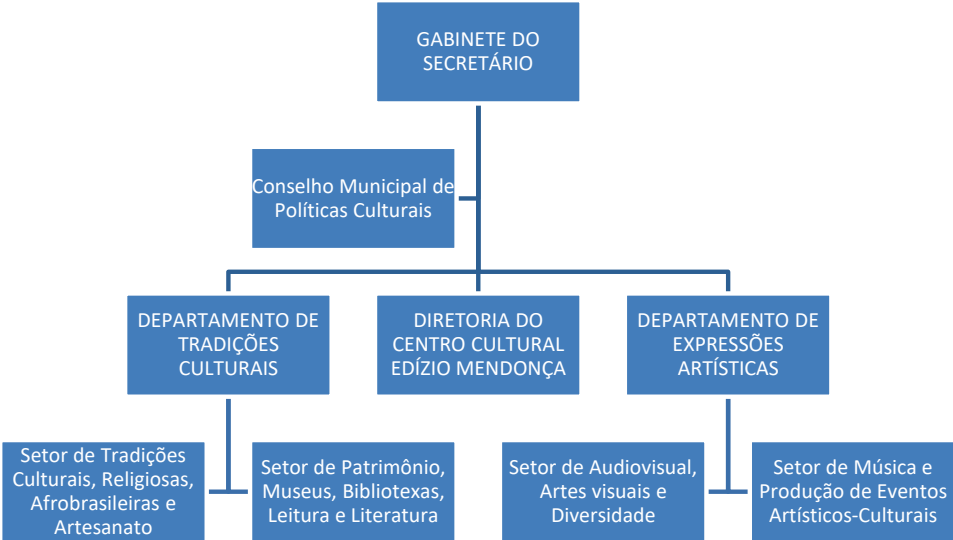 GABINETE DO
SECRETÁRIO
Conselho Municipal de
Políticas Culturais
DEPARTAMENTO DE
TRADIÇÕES
CULTURAIS
DIRETORIA DO
CENTRO CULTURAL
EDÍZIO MENDONÇA
DEPARTAMENTO DE
EXPRESSÕES
ARTÍSTICAS
Setor de Tradições
Culturais, Religiosas,
Afrobrasileiras e
Artesanato
Setor de Patrimônio,
Museus, Bibliotexas,
Leitura e Literatura
Setor de Audiovisual,
Artes visuais e
Diversidade
Setor de Música e
Produção de Eventos
Artísticos-Culturais